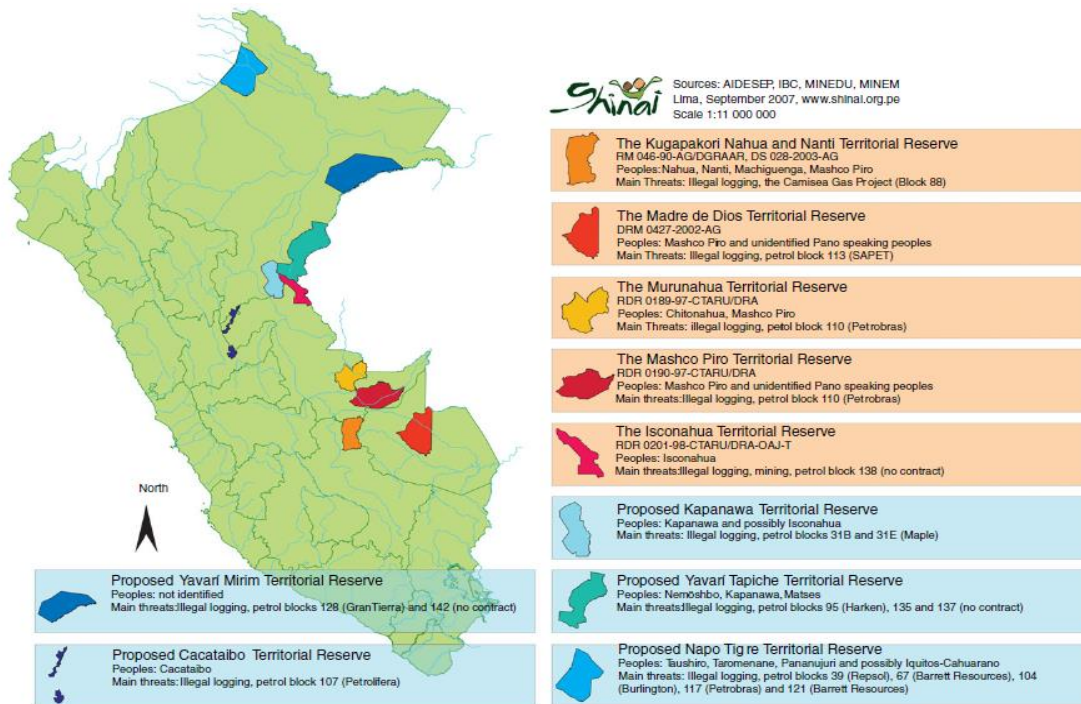 Shinai
Sources: AIDESEP, IBC, MINEDU, MINEM
Lima, September 2007, www.shinai.org.pe
Scale 1:11 000 000
The Kugapakori Nahua and Nanti Territorial Reserve
RM 046-90-AG/DGRAAR, DS 028-2003-AG
Peoples: Nahua, Nanti, Machiguenga, Mashco Piro
Main Threats: Illegal logging, the Camisea Gas Project (Block 88)
The Madre de Dios Territorial Reserve
DRM 0427-2002-AG
Peoples: Mashco Piro and unidentified Pano speaking peoples
Main Threats: Illegal logging, petrol block 113 (SAPET)
The Murunahua Territorial Reserve
RDR 0189-97-CTARU/DRA
Peoples: Chitonahua, Mashco Piro
Main Threats: illegal logging, petrol block 110 (Petrobras)
The Mashco Piro Territorial Reserve
RDR 0190-97-CTARU/DRA
Peoples: Mashco Piro and unidentified Pano speaking peoples
Main threats:Illegal logging, petrol block 110 (Petrobras)
The Isconahua Territorial Reserve
RDR 0201-98-CTARU/DRA-OAJ-T
Peoples: Isconahua
Main threats:Illegal logging, mining, petrol block 138 (no contract)
Proposed Kapanawa Territorial Reserve
Peoples: Kapanawa and possibly Isconahua
Main threats: Illegal logging, petrol blocks 31B and 31E (Maple)
Proposed Yavarí Tapiche Territorial Reserve
Peoples: Nemöshbo, Kapanawa, Matses
Main threats:Illegal logging, petrol blocks 95 (Harken), 135 and 137 (no contract)
Proposed Napo Tigre Territorial Reserve
Peoples: Taushiro, Taromenane, Pananujuri and possibly Iquitos-Cahuarano
Main threats: Illegal logging, petrol blocks 39 (Repsol), 67 (Barrett Resources), 104
(Burlington), 117 (Petrobras) and 121 (Barrett Resources)
North
Proposed Yavarí Mirim Territorial Reserve
Peoples: not identified
Main threats:Illegal logging, petrol blocks 128 (GranTierra) and 142 (no contract)
Proposed Cacataibo Territorial Reserve
Peoples: Cacataibo
Main threats: Illegal logging, petrol block 107 (Petrolifera)